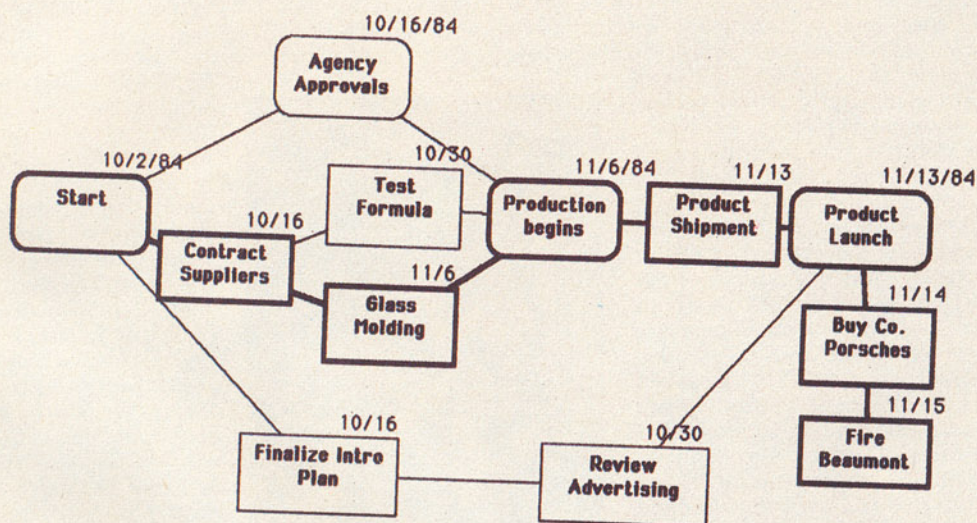 10/16/84
Agency
Approvals
10/2/84
Start
10/30
Test
Formula
11/6/84
Production
begins
11/13
Product
Shipment
11/13/84
Product
Launch
10/16
Contract
Suppliers
11/6
Glass
Molding
11/14
Buy Co.
Porsches
11/15
Fire
Beaumont
10/16
Finalize Intro
Plan
10/30
Review
Advertising